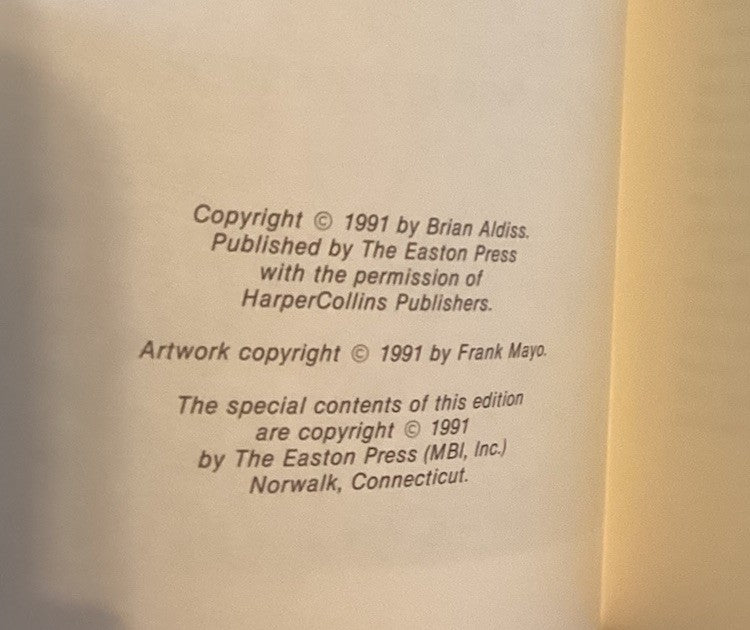 Copyright © 1991 by Brian Aldiss.
Published by The Easton Press
with the permission of
HarperCollins Publishers.
Artwork copyright © 1991 by Frank Mayo.
The special contents of this edition
are copyright © 1991
by The Easton Press (MBI, Inc.)
Norwalk, Connecticut.